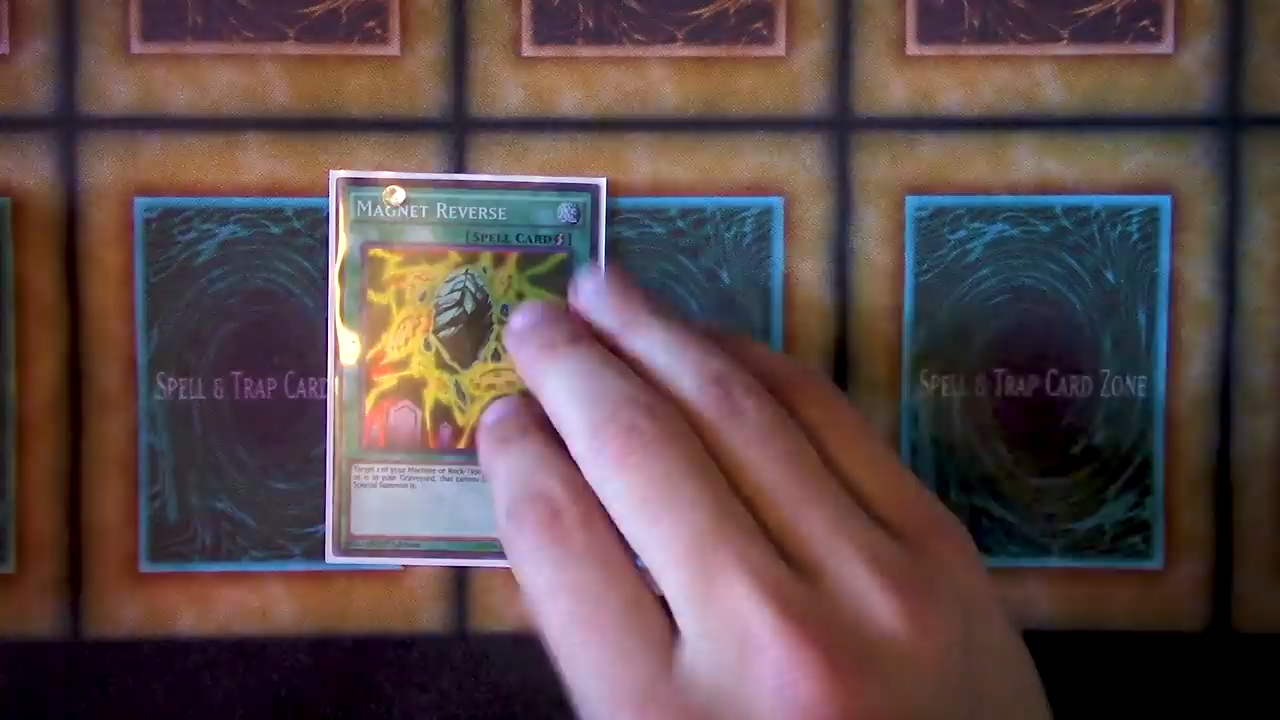 MAGNET REVERSE
[SPELL CARD]
SPELL & TRAP CARD
SPELL & TRAP CARD ZONE
Target 1 of your Machine or Rock-Type
is in your Graveyard, that cannot
Special Summon it.